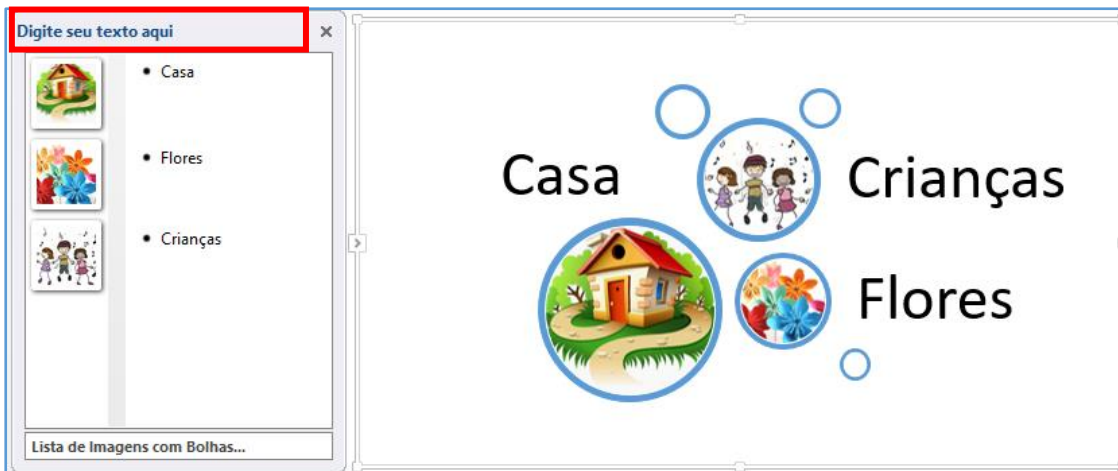 Digite seu texto aqui
• Casa
• Flores
• Crianças
Lista de Imagens com Bolhas...
Casa
Crianças
Flores